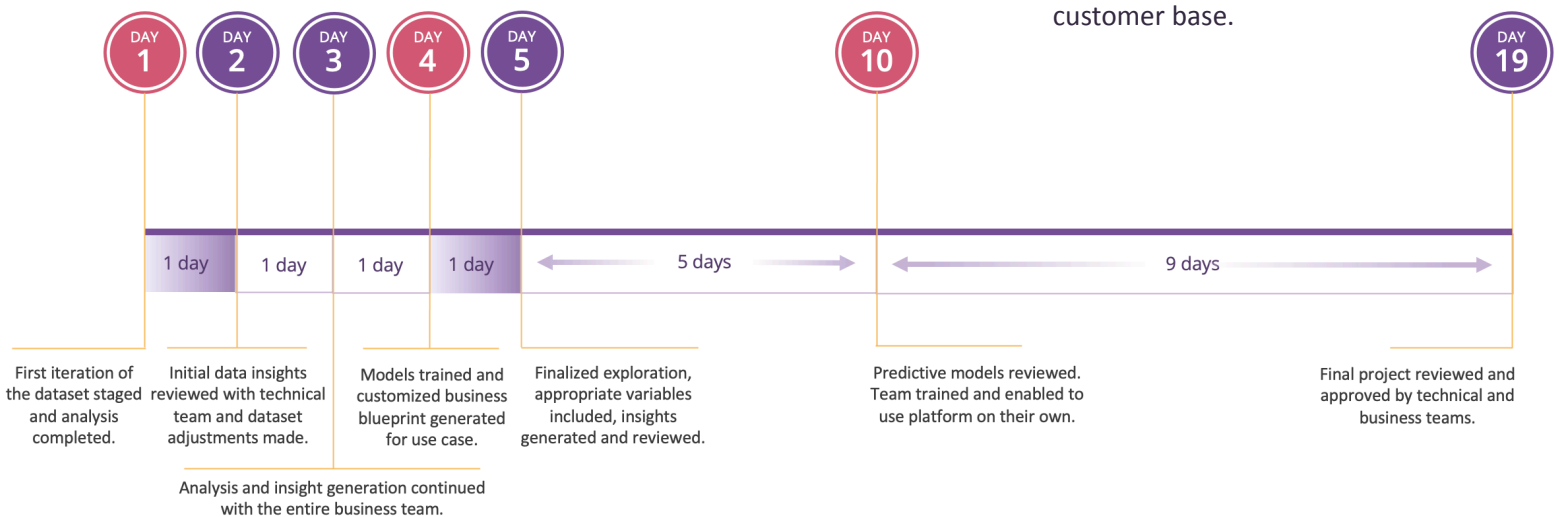 customer base.
DAY
1
DAY
2
DAY
3
DAY
4
DAY
5
DAY
10
DAY
19
1 day
1 day
1 day
1 day
5 days
9 days
First iteration of
the dataset staged
and analysis
completed.
Initial data insights
reviewed with technical
team and dataset
adjustments made.
Analysis and insight generation continued
with the entire business team.
Models trained and
customized business
blueprint generated
for use case.
Finalized exploration,
appropriate variables
included, insights
generated and reviewed.
Predictive models reviewed.
Team trained and enabled to
use platform on their own.
Final project reviewed and
approved by technical and
business teams.